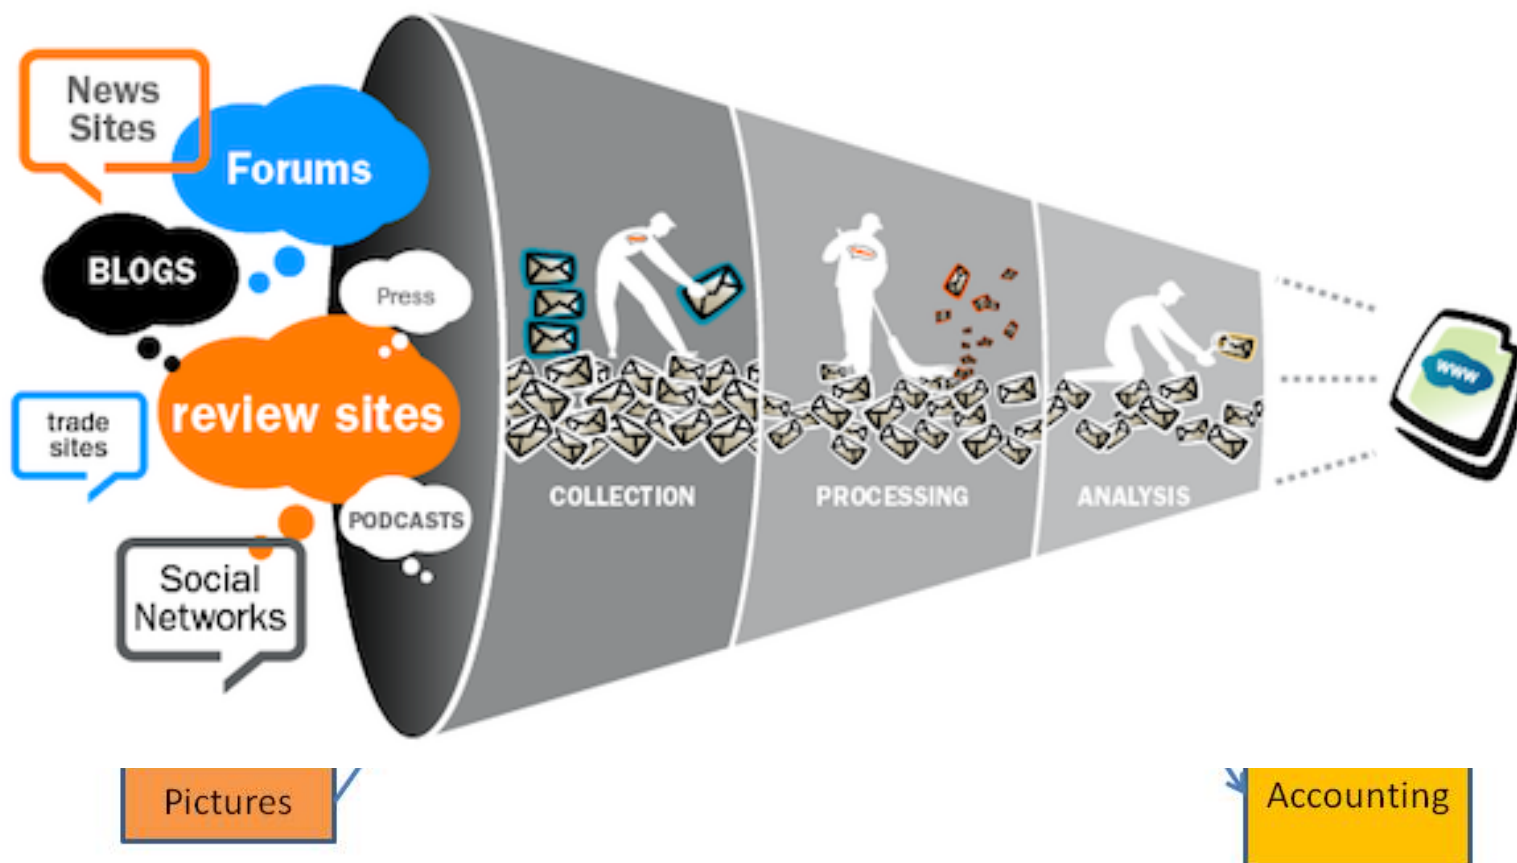 News
Sites
Forums
BLOGS
Press
review sites
trade
sites
PODCASTS
Social
Networks
COLLECTION
PROCESSING
ANALYSIS
www
Pictures
Accounting